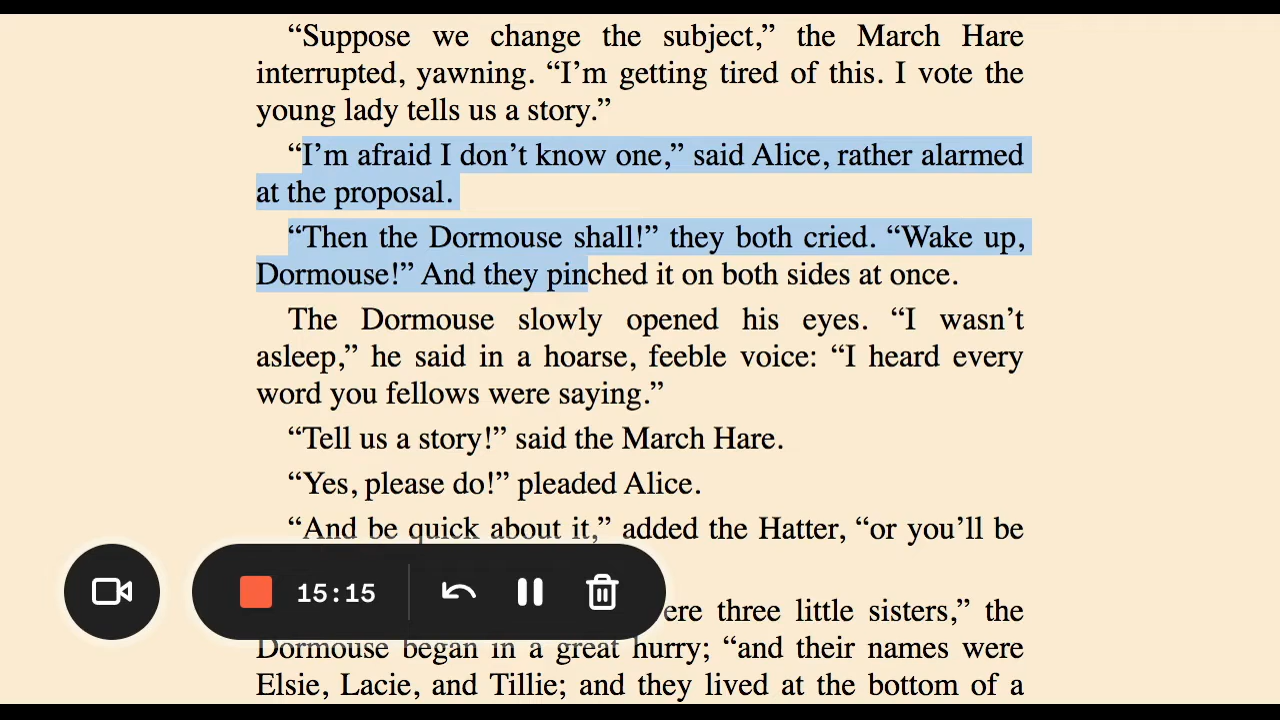 “Suppose we change the subject,” the March Hare
interrupted, yawning. “I’m getting tired of this. I vote the
young lady tells us a story.”
“I’m afraid I don’t know one,” said Alice, rather alarmed
at the proposal.
“Then the Dormouse shall!” they both cried. “Wake up,
Dormouse!” And they pinched it on both sides at once.
The Dormouse slowly opened his eyes. “I wasn’t
asleep,” he said in a hoarse, feeble voice: “I heard every
word you fellows were saying.”
“Tell us a story!” said the March Hare.
“Yes, please do!” pleaded Alice.
“And be quick about it,” added the Hatter, “or you’ll be
15:15
ere three little sisters,” the
Dormouse began in a great hurry; “and their names were
Elsie, Lacie, and Tillie; and they lived at the bottom of a